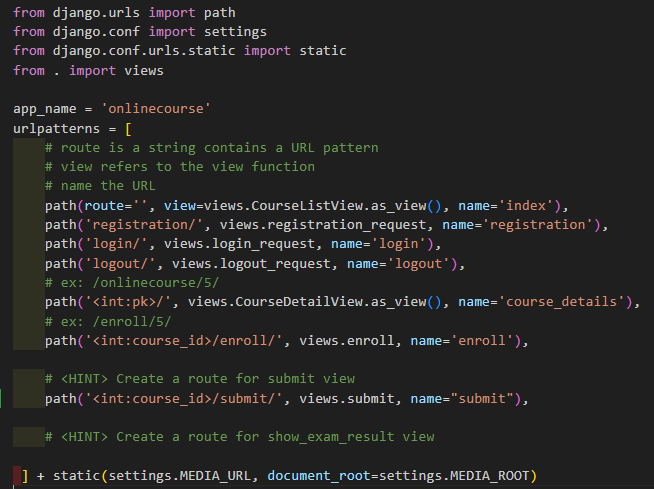 from django.urls import path
from django.conf import settings
from django.conf.urls.static import static
from . import views

app_name = 'onlinecourse'
urlpatterns = [
    # route is a string contains a URL pattern
    # view refers to the view function
    # name the URL
    path(route='', view=views.CourseListView.as_view(), name='index'),
    path('registration/', views.registration_request, name='registration'),
    path('login/', views.login_request, name='login'),
    path('logout/', views.logout_request, name='logout'),
    # ex: /onlinecourse/5/
    path('<int:pk>/', views.CourseDetailView.as_view(), name='course_details'),
    # ex: /enroll/5/
    path('<int:course_id>/enroll/', views.enroll, name='enroll'),

    # <HINT> Create a route for submit view
    path('<int:course_id>/submit/', views.submit, name="submit"),

    # <HINT> Create a route for show_exam_result view

 ] + static(settings.MEDIA_URL, document_root=settings.MEDIA_ROOT)